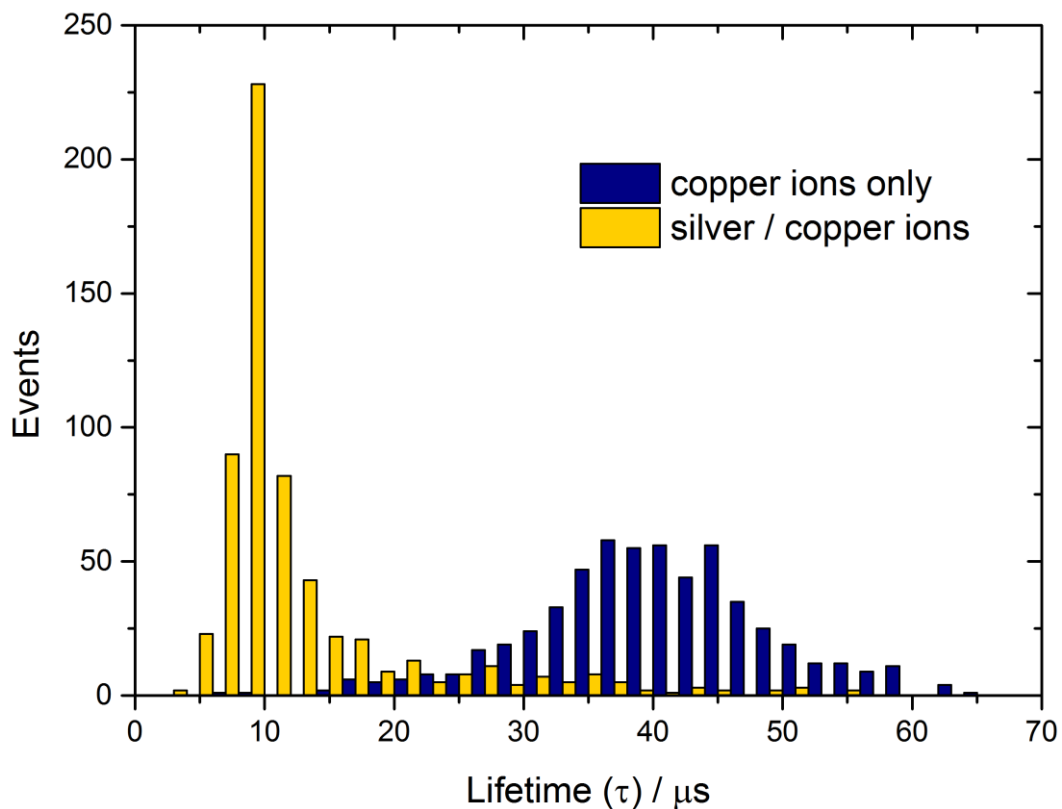 250
200
150
100
50
0
Events
copper ions only
silver / copper ions
0 10 20 30 40 50 60 70
Lifetime (τ) / μs